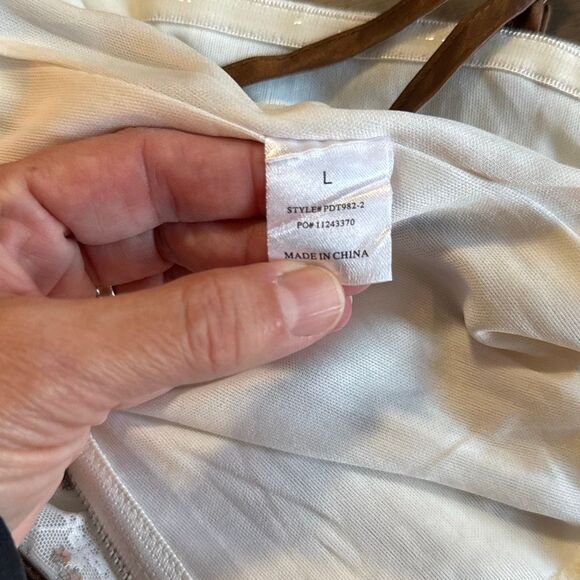 L
STYLE# PDT982-2
PO# 11243370
MADE IN CHINA